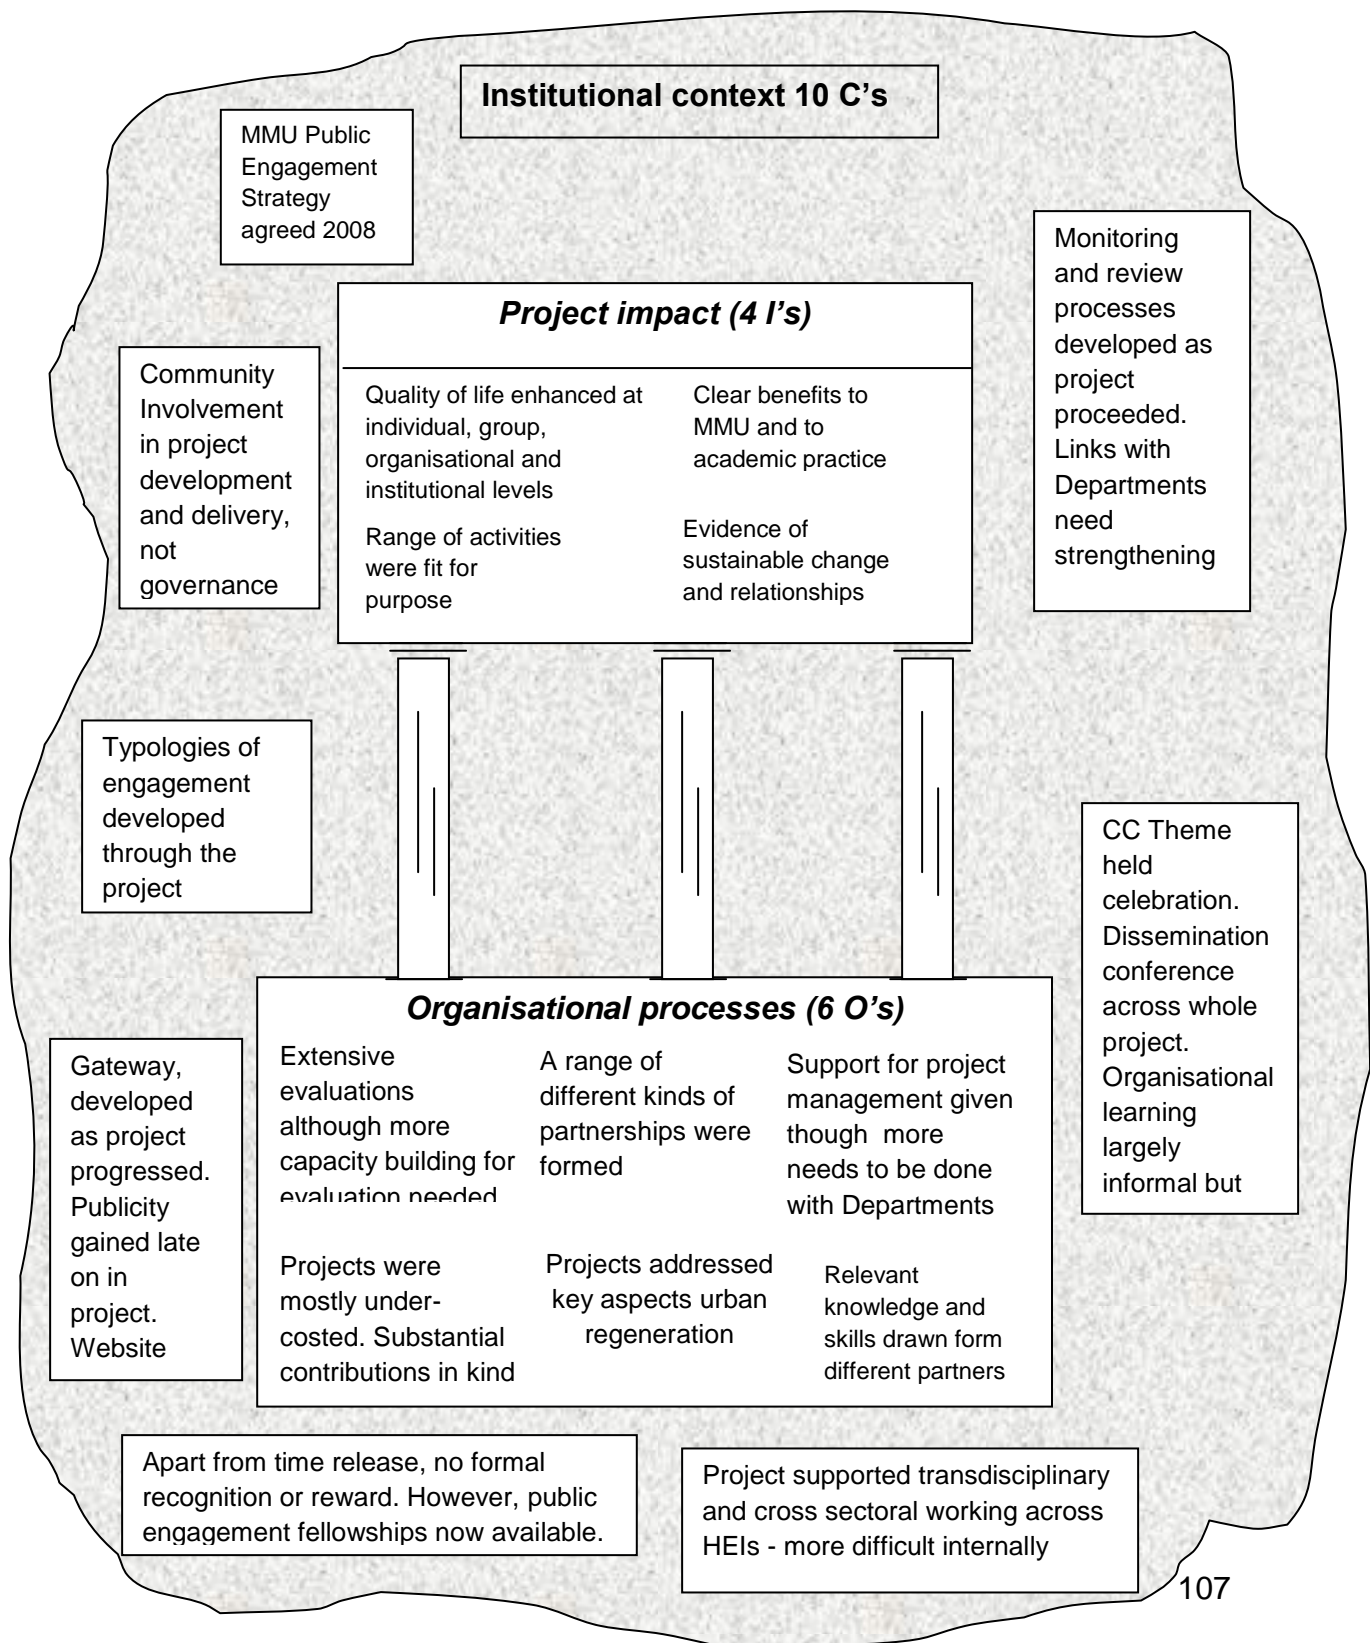 Institutional context 10 C’s
MMU Public
Engagement
Strategy
agreed 2008
Monitoring
and review
processes
developed as
project
proceeded.
Links with
Departments
need
strengthening
Project impact (4 I’s)
Quality of life enhanced at
individual, group,
organisational and
institutional levels
Clear benefits to
MMU and to
academic practice
Range of activities
were fit for
purpose
Evidence of
sustainable change
and relationships
Community
Involvement
in project
development
and delivery,
not
governance
Typologies of
engagement
developed
through the
project
CC Theme
held
celebration.
Dissemination
conference
across whole
project.
Organisational
learning
largely
informal but
Organisational processes (6 O’s)
Extensive
evaluations
although more
capacity building for
evaluation needed
A range of
different kinds of
partnerships were
formed
Support for project
management given
though  more
needs to be done
with Departments
Projects were
mostly under-
costed. Substantial
contributions in kind
Projects addressed
key aspects urban
regeneration
Relevant
knowledge and
skills drawn form
different partners
Gateway,
developed
as project
progressed.
Publicity
gained late
on in
project.
Website
Apart from time release, no formal
recognition or reward. However, public
engagement fellowships now available.
Project supported transdisciplinary
and cross sectoral working across
HEIs - more difficult internally
107